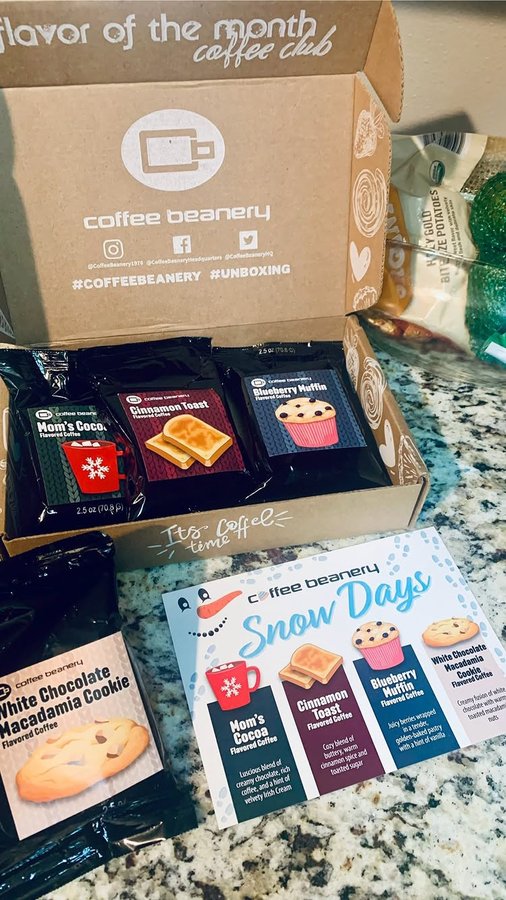 flavor of the month
coffee club
coffee beanery
@CoffeeBeanery1976 @CoffeeBeaneryHeadquarters @CoffeeBeaneryHQ
#COFFEEBEANERY #UNBOXING
POTATOES
coffee beanery
Mom's Cocoa
Flavored Coffee
2.5 oz (70.8 g)
coffee beanery
Cinnamon Toast
Flavored Coffee
2.5 oz (70.8 g)
coffee beanery
Blueberry Muffin
Flavored Coffee
It's Coffee
time
coffee beanery
White Chocolate
Macadamia Cookie
Flavored Coffee
coffee beanery
Snow Days
Mom's
Cocoa
Flavored Coffee
Luscious blend of
creamy chocolate, rich
coffee, and a hint of
velvety Irish Cream
Cinnamon
Toast
Flavored Coffee
Cozy blend of
buttery, warm
cinnamon spice and
toasted sugar
Blueberry
Muffin
Flavored Coffee
Juicy berries wrapped
in a tender,
golden-baked pastry
with a hint of vanilla
White Chocolate
Macadamia
Cookie
Flavored Coffee
Creamy fusion of white
chocolate with warm
toasted macadamia
nuts